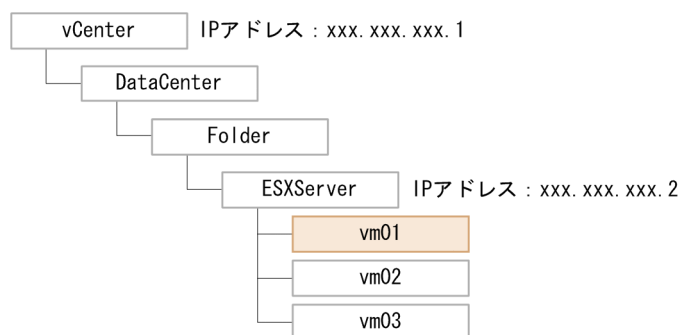 vCenter IPアドレス：xxx.xxx.xxx.1
DataCenter
Folder
ESXServer IPアドレス：xxx.xxx.xxx.2
vm01
vm02
vm03